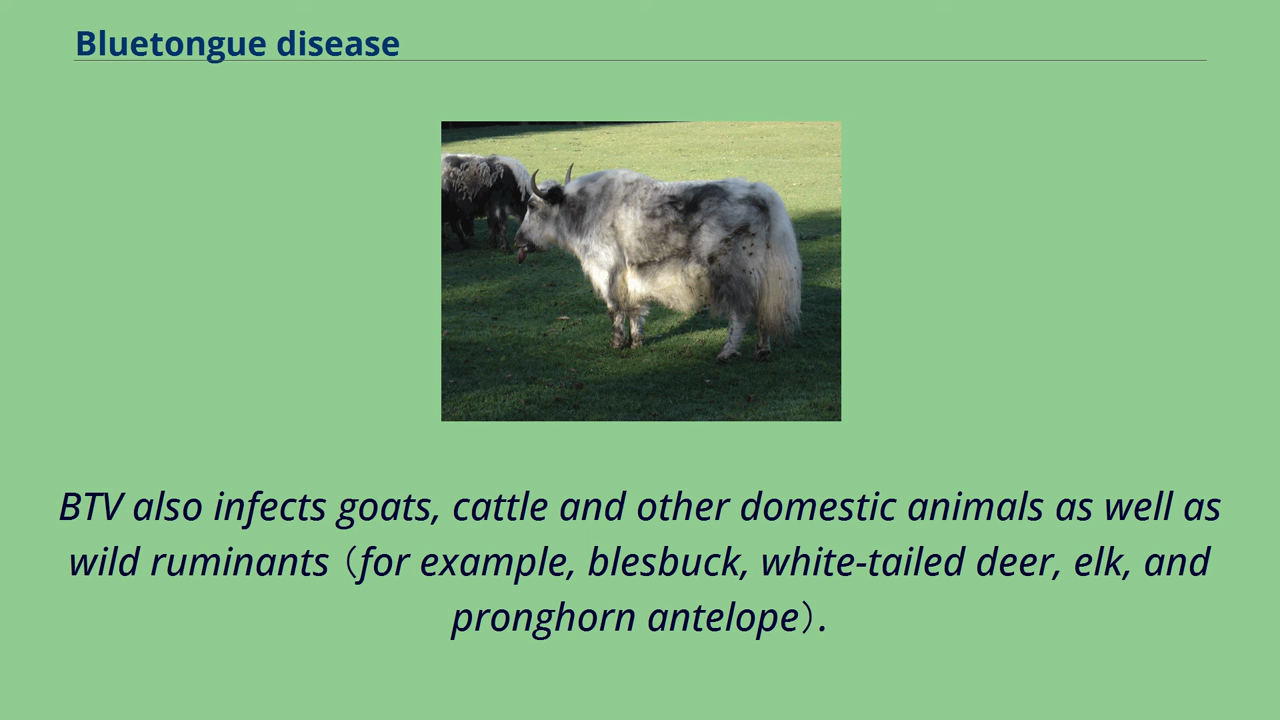 Bluetongue disease
BTV also infects goats, cattle and other domestic animals as well as
wild ruminants (for example, blesbuck, white-tailed deer, elk, and
pronghorn antelope).